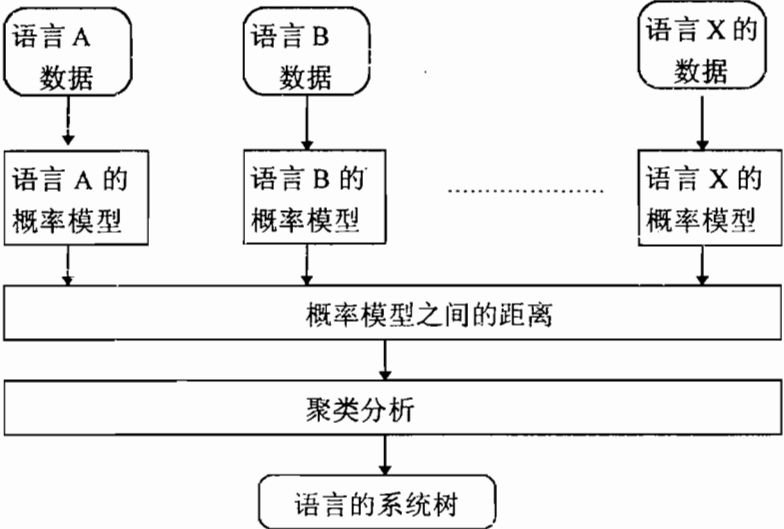 语言 A
数据
语言 B
数据
语言 X 的
数据
语言 A 的
概率模型
语言 B 的
概率模型
语言 X 的
概率模型
概率模型之间的距离
聚类分析
语言的系统树